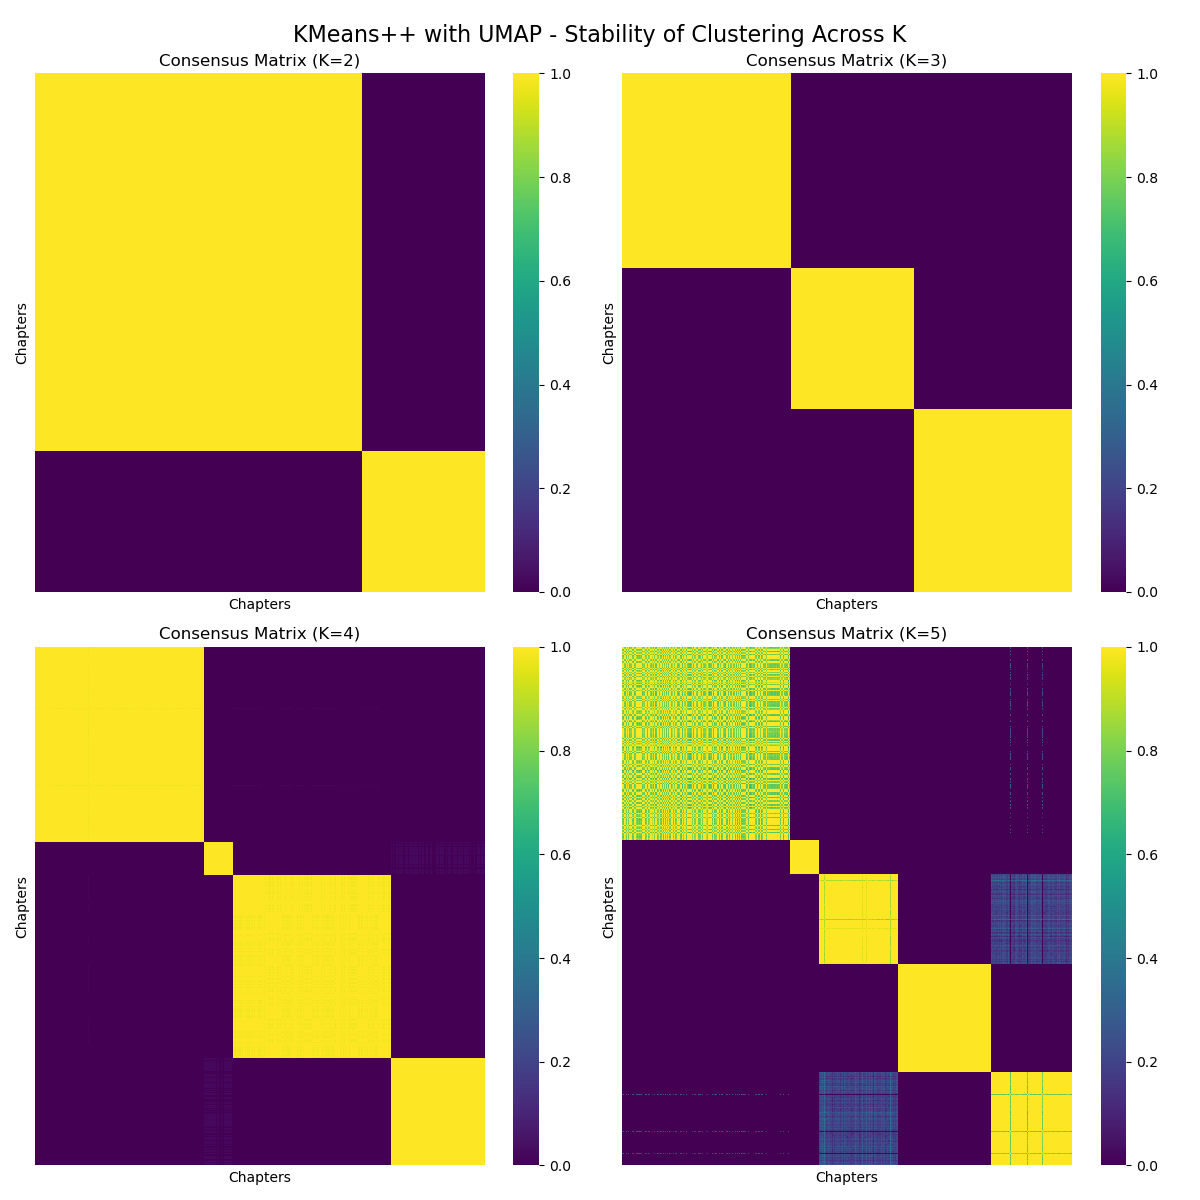 KMeans++ with UMAP - Stability of Clustering Across K
Consensus Matrix (K=2)
Chapters
Chapters
1.0
0.8
0.6
0.4
0.2
0.0
Consensus Matrix (K=3)
Chapters
Chapters
1.0
0.8
0.6
0.4
0.2
0.0
Consensus Matrix (K=4)
Chapters
Chapters
1.0
0.8
0.6
0.4
0.2
0.0
Consensus Matrix (K=5)
Chapters
Chapters
1.0
0.8
0.6
0.4
0.2
0.0